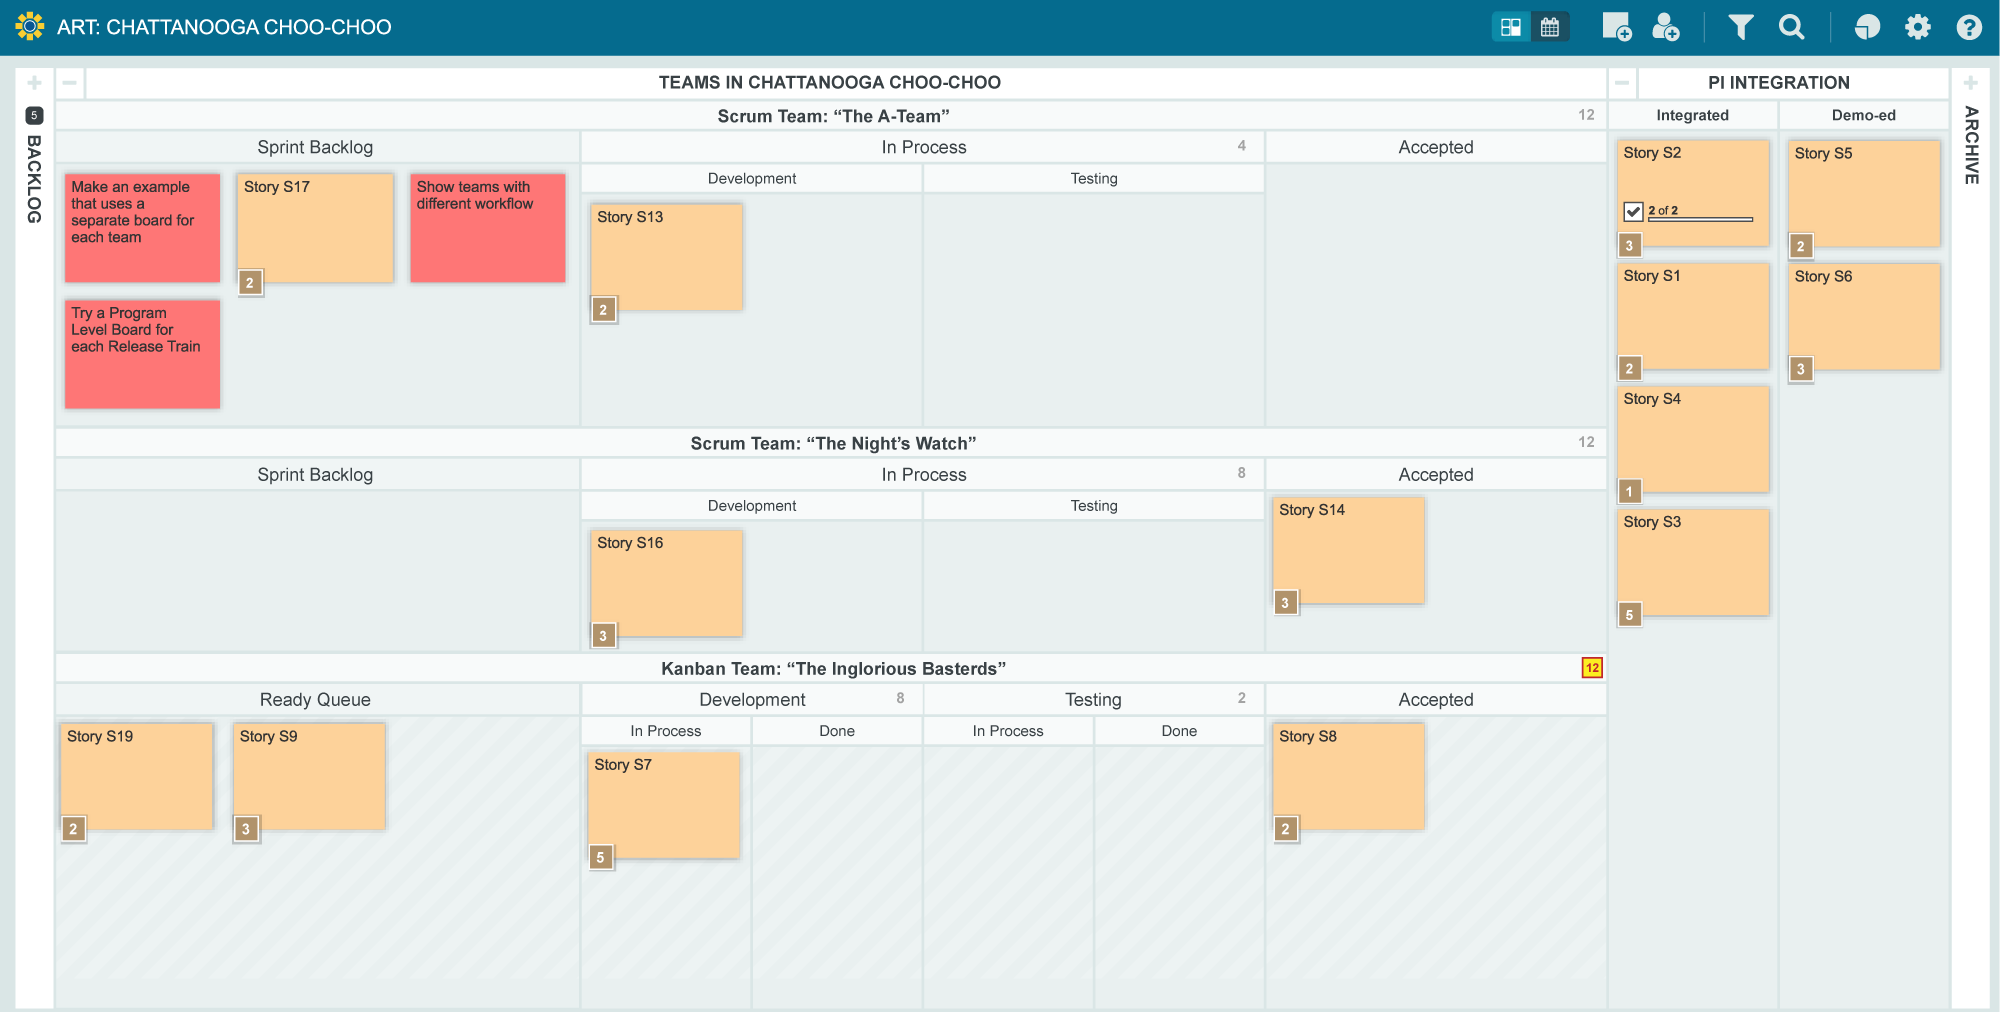 ART: CHATTANOOGA CHOO-CHOO
5
BACKLOG
TEAMS IN CHATTANOOGA CHOO-CHOO
Scrum Team: “The A-Team”
12
Sprint Backlog
In Process
4
Accepted
Development
Testing
Make an example
that uses a
separate board for
each team
Story S17
2
Show teams with
different workflow
Try a Program
Level Board for
each Release Train
Story S13
2
Scrum Team: “The Night’s Watch”
12
Sprint Backlog
In Process
8
Accepted
Development
Testing
Story S16
3
Story S14
3
Kanban Team: “The Inglorious Basterds”
12
Ready Queue
Development
8
Testing
2
Accepted
In Process
Done
In Process
Done
Story S19
2
Story S9
3
Story S7
5
Story S8
2
PI INTEGRATION
Integrated
Demo-ed
Story S2
2 of 2
3
Story S1
2
Story S4
1
Story S3
5
Story S5
2
Story S6
3
ARCHIVE